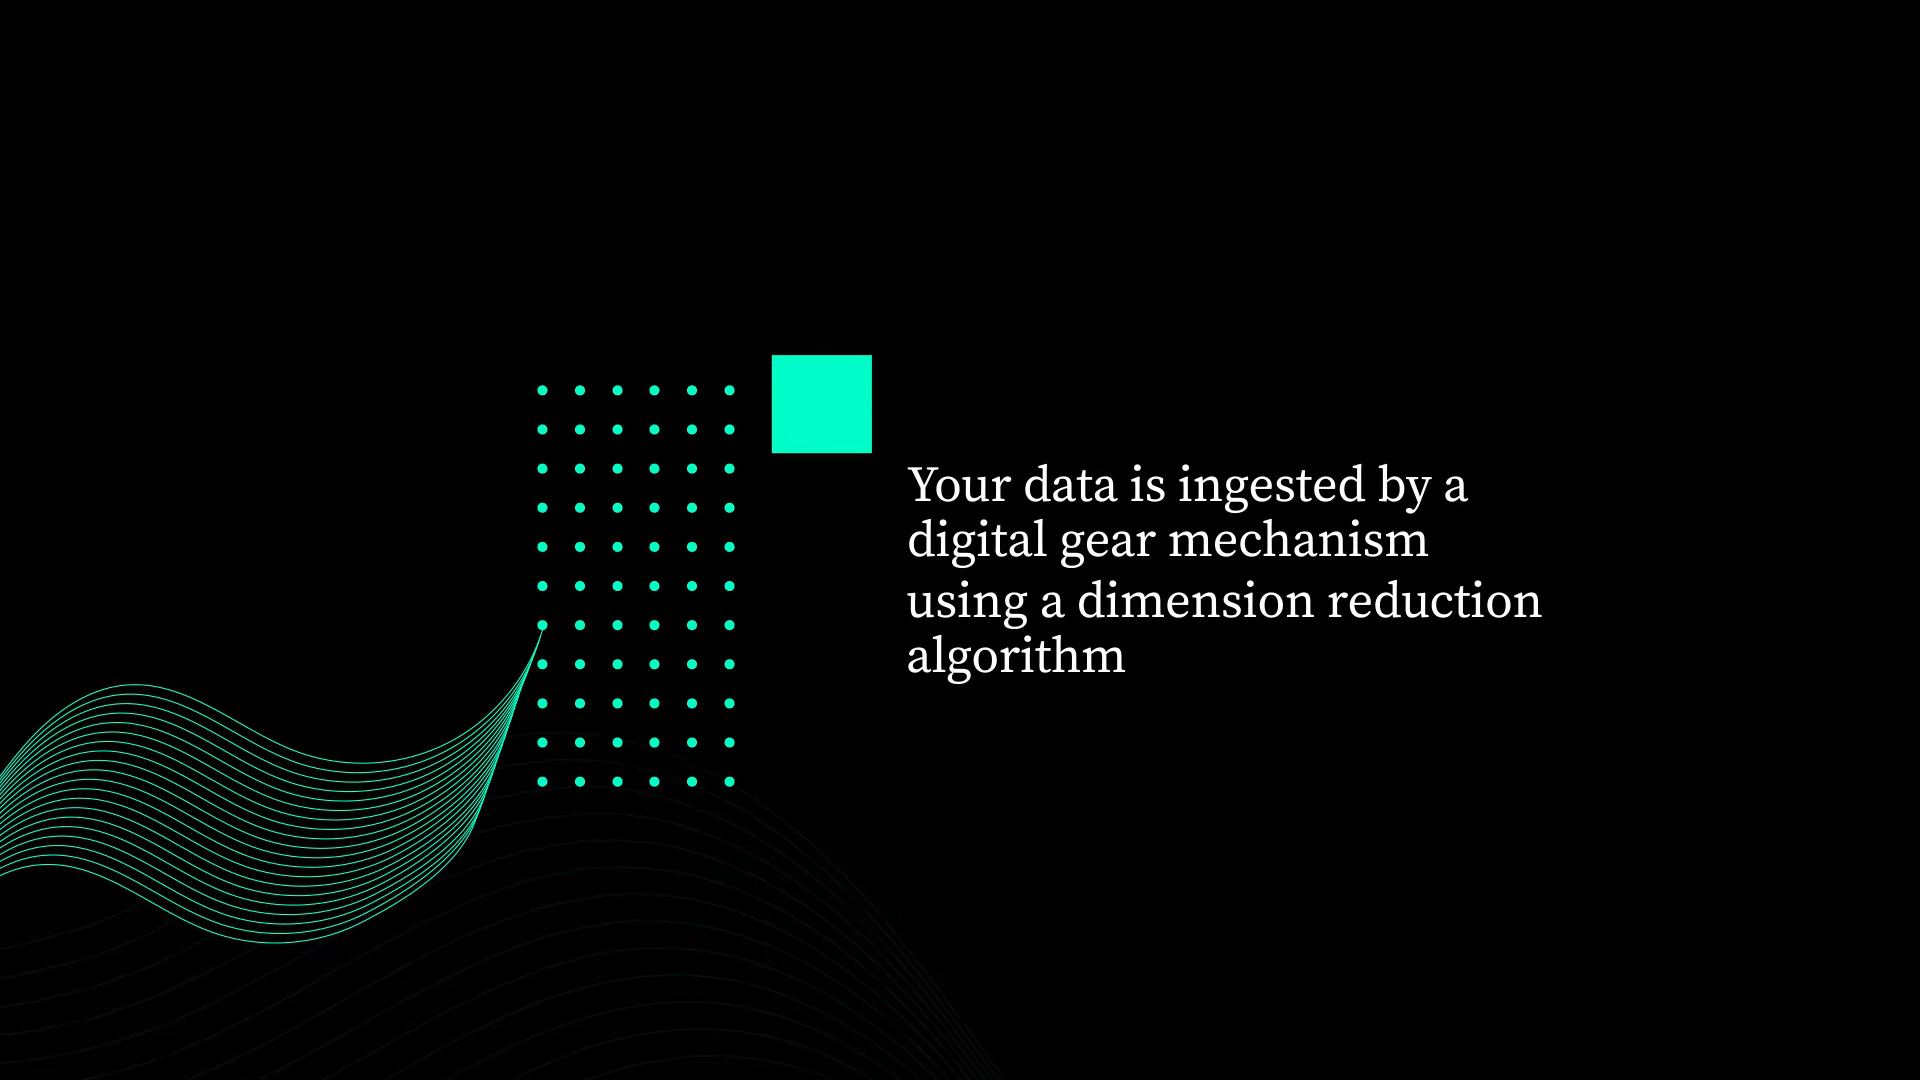 Your data is ingested by a
digital gear mechanism
using a dimension reduction
algorithm